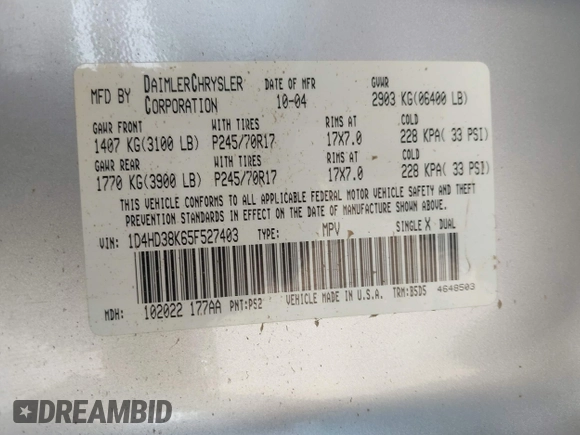 MFD BY DAIMLERCHRYSLER CORPORATION DATE OF MFR 10-04 GVWR 2903 KG(06400 LB)
GAWR FRONT WITH TIRES RIMS AT COLD
1407 KG(3100 LB) P245/70R17 17X7.0 228 KPA( 33 PSI)
GAWR REAR WITH TIRES RIMS AT COLD
1770 KG(3900 LB) P245/70R17 17X7.0 228 KPA( 33 PSI)
THIS VEHICLE CONFORMS TO ALL APPLICABLE FEDERAL MOTOR VEHICLE SAFETY AND THEFT
PREVENTION STANDARDS IN EFFECT ON THE DATE OF MANUFACTURE SHOWN ABOVE.
VIN: 1D4HD38K65F527403 TYPE: MPV SINGLE X DUAL
MDH: 102022 177AA PNT:PS2 VEHICLE MADE IN U.S.A. TRM:B5D5 4648503
DREAMBID